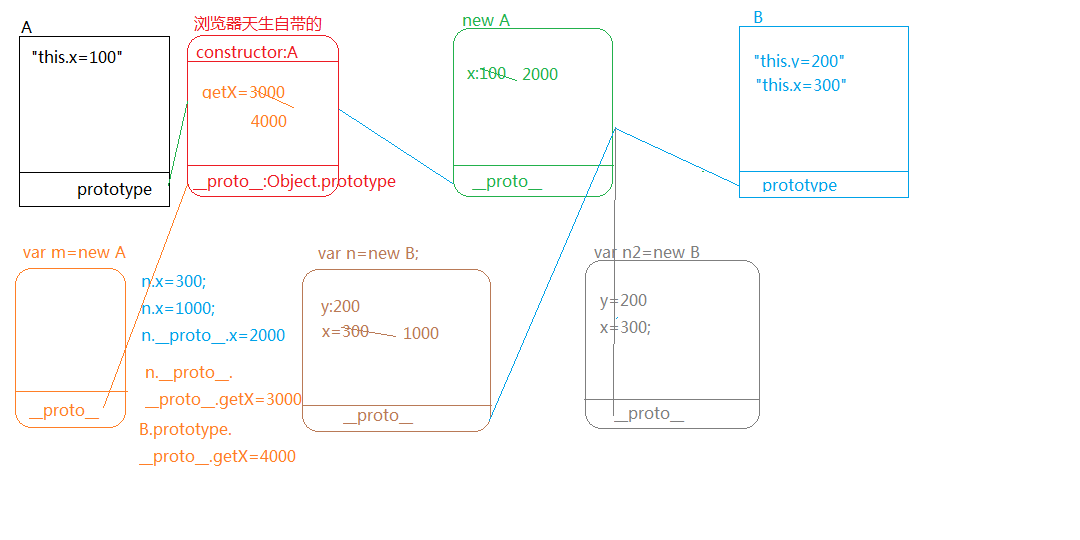 A
"this.x=100"
prototype
浏览器天生自带的
constructor:A
getX=3000
4000
__proto__:Object.prototype
new A
x:100 2000
__proto__
B
"this.y=200"
"this.x=300"
prototype
var m=new A
__proto__
n.x=300;
n.x=1000;
n.__proto__.x=2000
n.__proto__.
__proto__.getX=3000
B.prototype.
__proto__.getX=4000
var n=new B;
y:200
x=300 1000
__proto__
var n2=new B
y=200
x=300;
__proto__